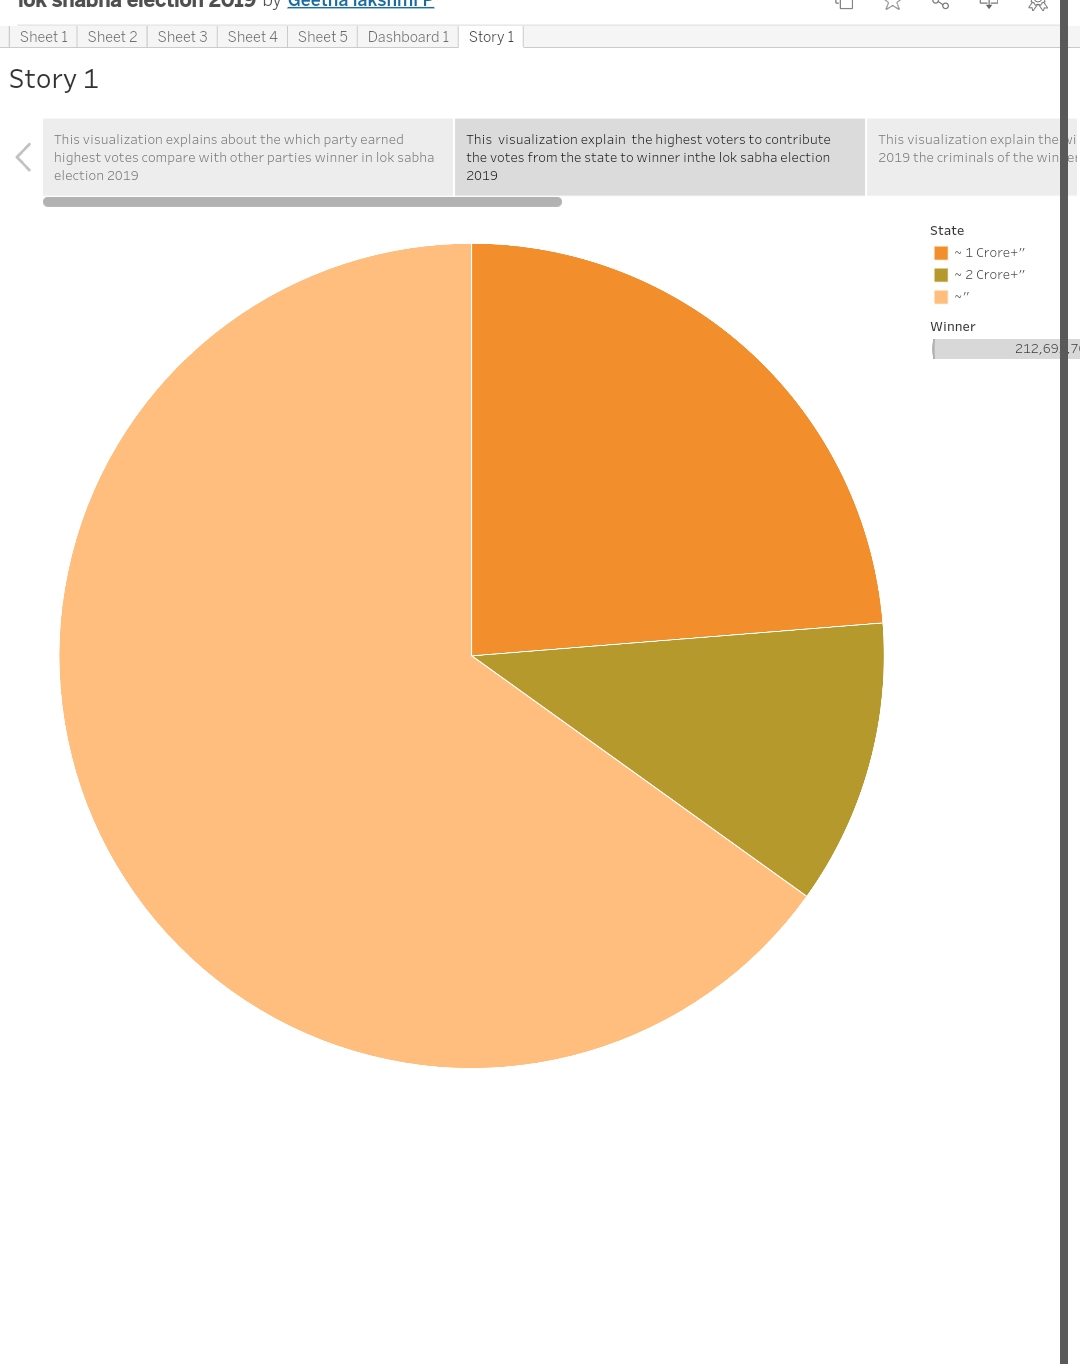 lok shabha election 2019 by Geetha lakshmi P
Sheet 1 Sheet 2 Sheet 3 Sheet 4 Sheet 5 Dashboard 1 Story 1
Story 1
This visualization explains about the which party earned
highest votes compare with other parties winner in lok sabha
election 2019
This visualization explain the highest voters to contribute
the votes from the state to winner inthe lok sabha election
2019
This visualization explain the
2019 the criminals of the
State
~ 1 Crore+”
~ 2 Crore+”
~”
Winner